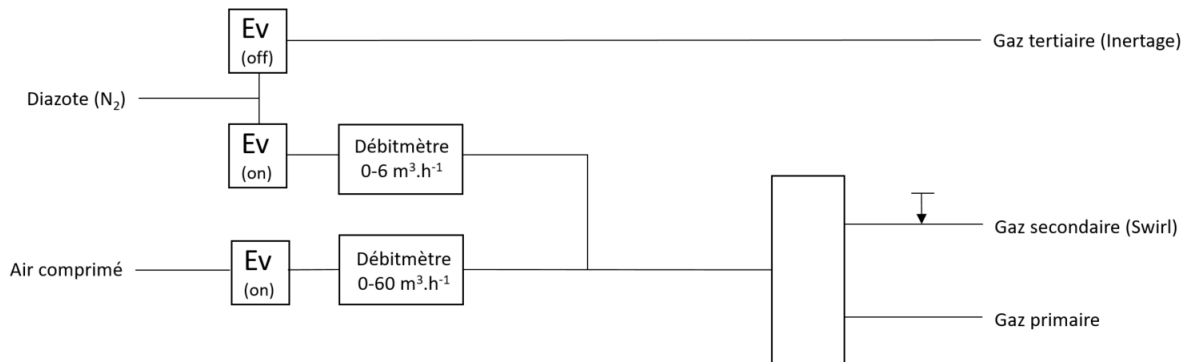 Ev
(off)
Gaz tertiaire (Inertage)
Diazote (N₂)
Ev
(on)
Débitmètre
0-6 m³.h⁻¹
Gaz secondaire (Swirl)
Air comprimé
Ev
(on)
Débitmètre
0-60 m³.h⁻¹
Gaz primaire